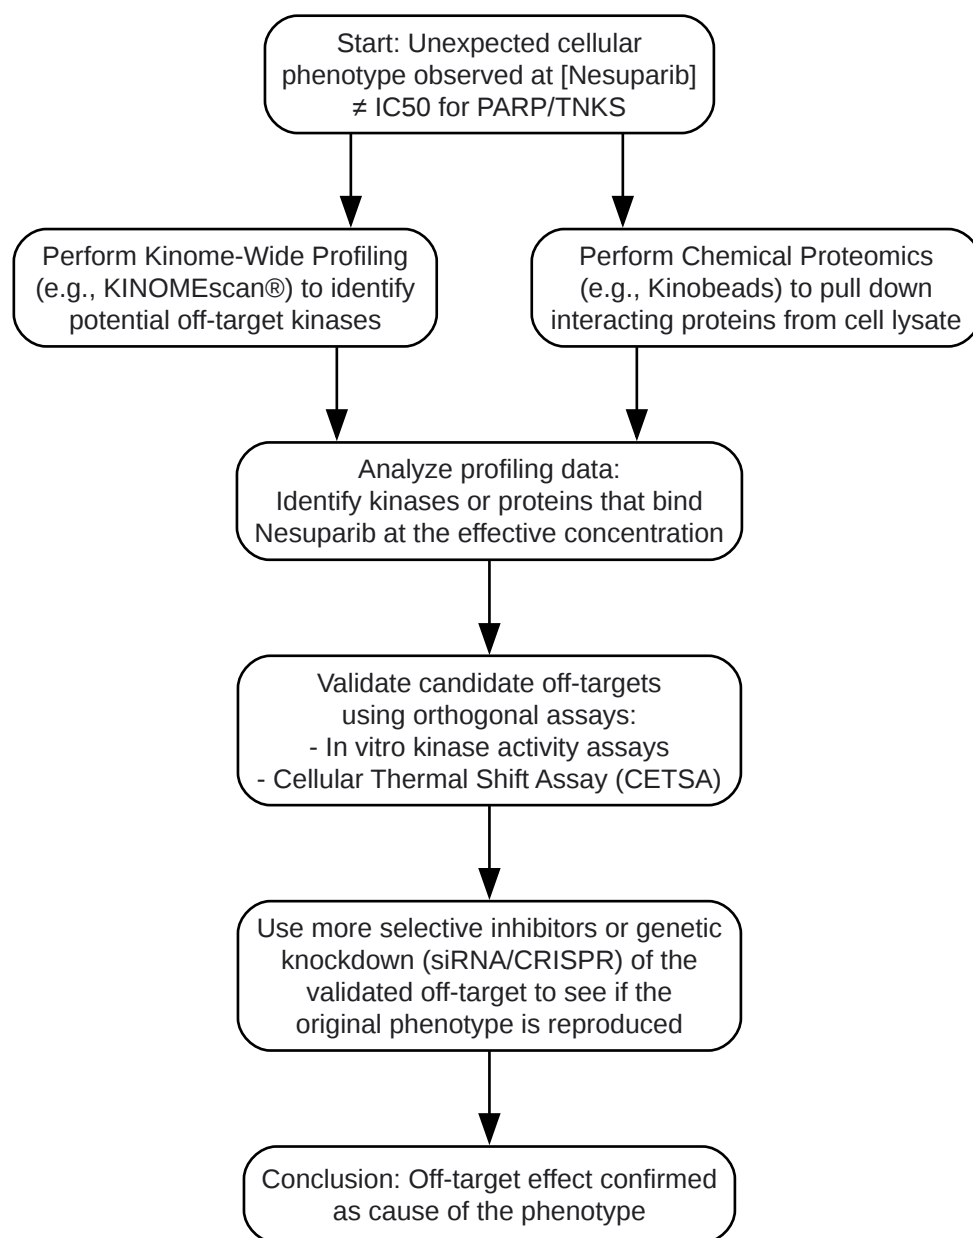 Start: Unexpected cellular
phenotype observed at [Nesuparib]
≠ IC50 for PARP/TNKS
Perform Kinome-Wide Profiling
(e.g., KINOMEscan®) to identify
potential off-target kinases
Perform Chemical Proteomics
(e.g., Kinobeads) to pull down
interacting proteins from cell lysate
Analyze profiling data:
Identify kinases or proteins that bind
Nesuparib at the effective concentration
Validate candidate off-targets
using orthogonal assays:
- In vitro kinase activity assays
- Cellular Thermal Shift Assay (CETSA)
Use more selective inhibitors or genetic
knockdown (siRNA/CRISPR) of the
validated off-target to see if the
original phenotype is reproduced
Conclusion: Off-target effect confirmed
as cause of the phenotype